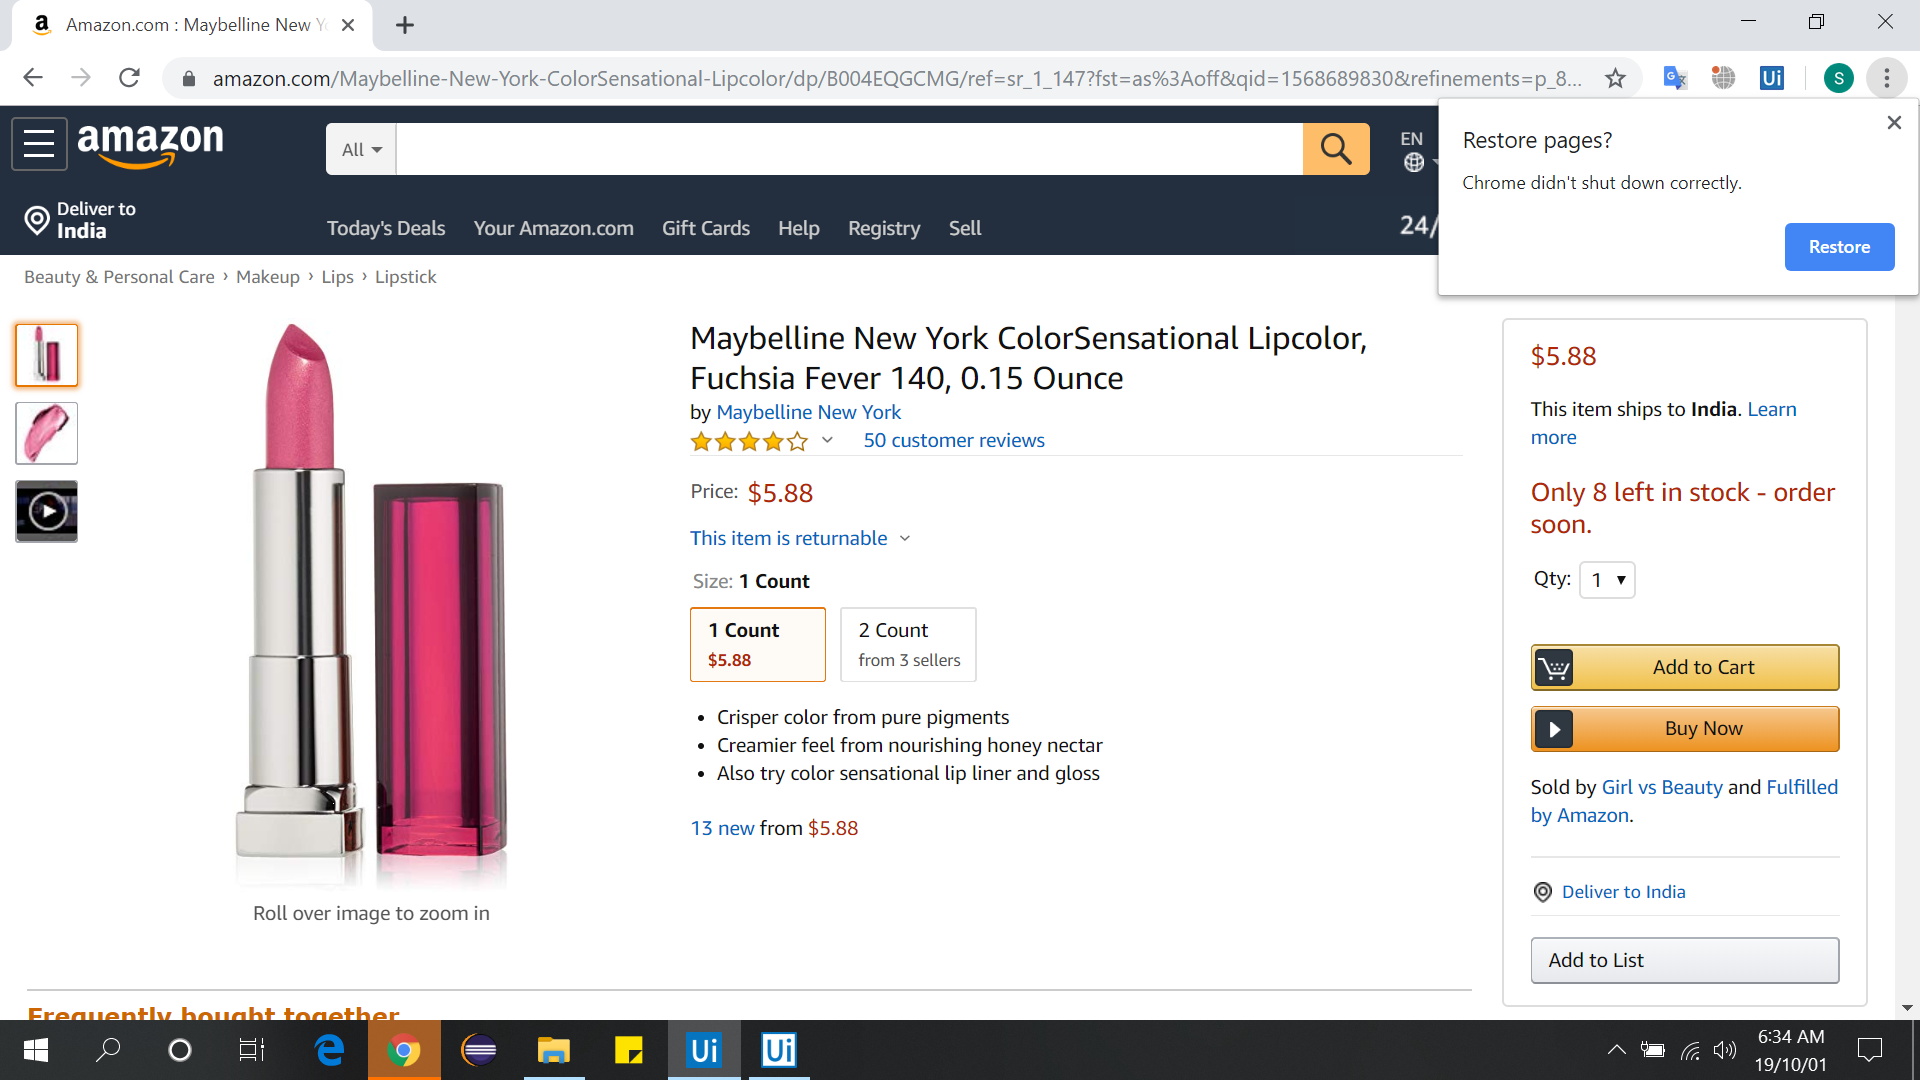 Amazon.com : Maybelline New Y
amazon.com/Maybelline-New-York-ColorSensational-Lipcolor/dp/B004EQGCMG/ref=sr_1_147?fst=as%3Aoff&qid=1568689830&refinements=p_8...
S
Restore pages?
Chrome didn't shut down correctly.
Restore
amazon
All
EN
Deliver to
India
Today's Deals
Your Amazon.com
Gift Cards
Help
Registry
Sell
24/
Beauty & Personal Care › Makeup › Lips › Lipstick
Maybelline New York ColorSensational Lipcolor,
Fuchsia Fever 140, 0.15 Ounce
by Maybelline New York
50 customer reviews
Price: $5.88
This item is returnable
Size: 1 Count
1 Count
$5.88
2 Count
from 3 sellers
• Crisper color from pure pigments
• Creamier feel from nourishing honey nectar
• Also try color sensational lip liner and gloss
13 new from $5.88
Roll over image to zoom in
$5.88
This item ships to India. Learn
more
Only 8 left in stock - order
soon.
Qty: 1
Add to Cart
Buy Now
Sold by Girl vs Beauty and Fulfilled
by Amazon.
Deliver to India
Add to List
Frequently bought together
Ui
Ui
Ui
6:34 AM
19/10/01